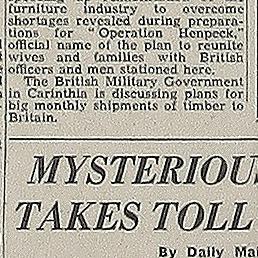 furniture industry to overcome
shortages revealed during prepara-
tions for "Operation Henpeck,"
official name of the plan to reunite
wives and families with British
officers and men stationed here.
The British Military Government
in Carinthia is discussing plans for
big monthly shipments of timber to
Britain.
MYSTERIOU
TAKES TOLL
By Daily Mai